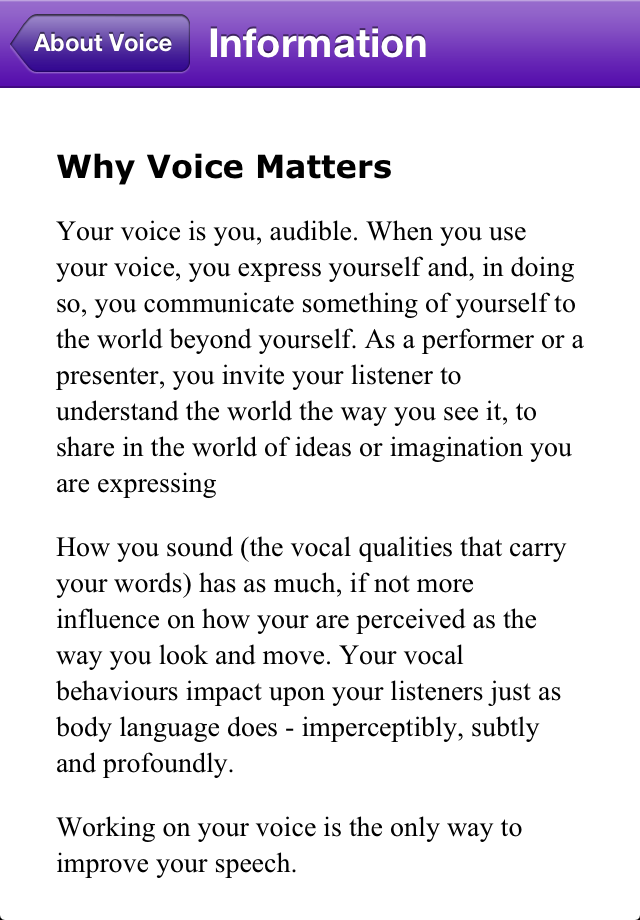 About Voice
Information
Why Voice Matters
Your voice is you, audible. When you use
your voice, you express yourself and, in doing
so, you communicate something of yourself to
the world beyond yourself. As a performer or a
presenter, you invite your listener to
understand the world the way you see it, to
share in the world of ideas or imagination you
are expressing
How you sound (the vocal qualities that carry
your words) has as much, if not more
influence on how your are perceived as the
way you look and move. Your vocal
behaviours impact upon your listeners just as
body language does - imperceptibly, subtly
and profoundly.
Working on your voice is the only way to
improve your speech.